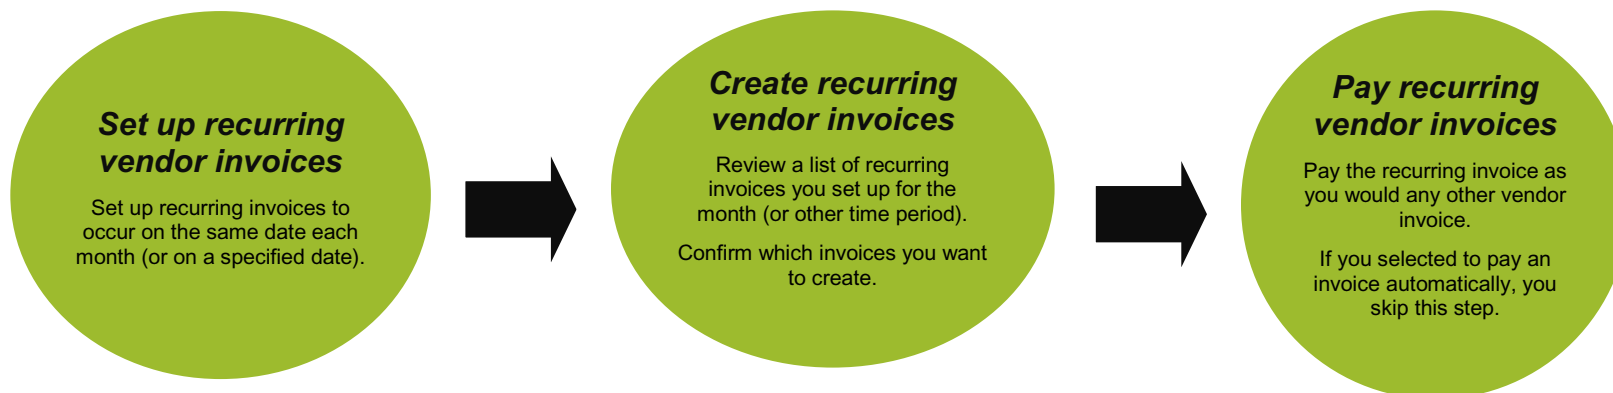 Set up recurring
vendor invoices
Set up recurring invoices to
occur on the same date each
month (or on a specified date).
Create recurring
vendor invoices
Review a list of recurring
invoices you set up for the
month (or other time period).
Confirm which invoices you want
to create.
Pay recurring
vendor invoices
Pay the recurring invoice as
you would any other vendor
invoice.
If you selected to pay an
invoice automatically, you
skip this step.